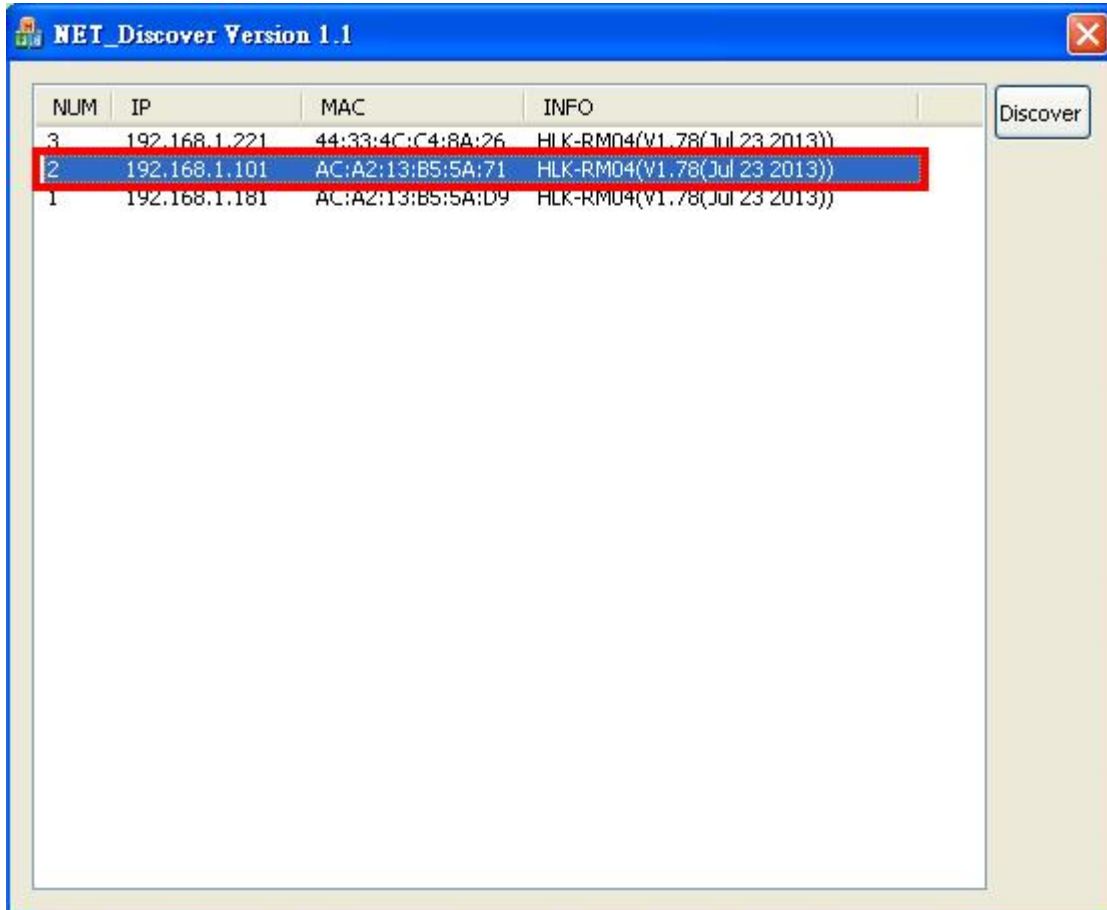 NET_Discover Version 1.1
NUM IP MAC INFO
Discover
3 192.168.1.221 44:33:4C:C4:8A:26 HLK-RM04(V1.78(Jul 23 2013))
2 192.168.1.101 AC:A2:13:B5:5A:71 HLK-RM04(V1.78(Jul 23 2013))
1 192.168.1.181 AC:A2:13:B5:5A:D9 HLK-RM04(V1.78(Jul 23 2013))